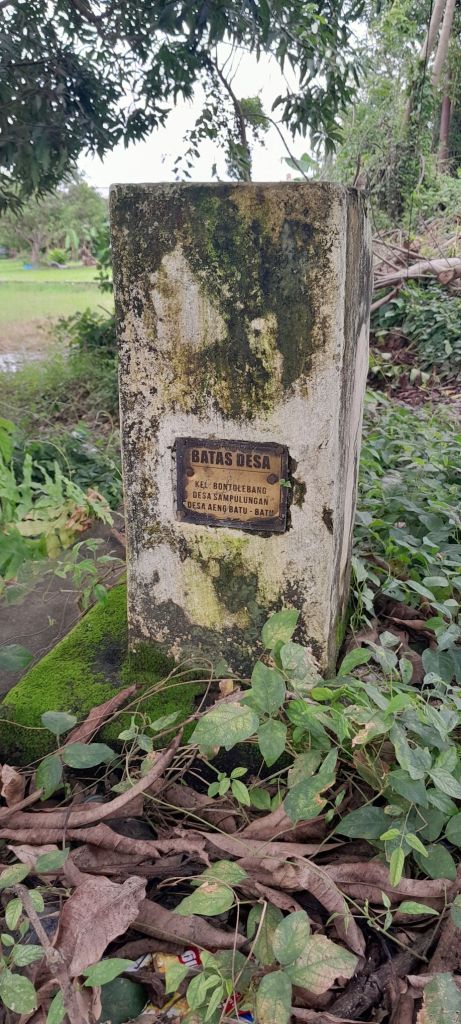 BATAS DESA
KEL. BONTOLEBANG
DESA SAMPULUNGAN
DESA AENG BATU - BATU